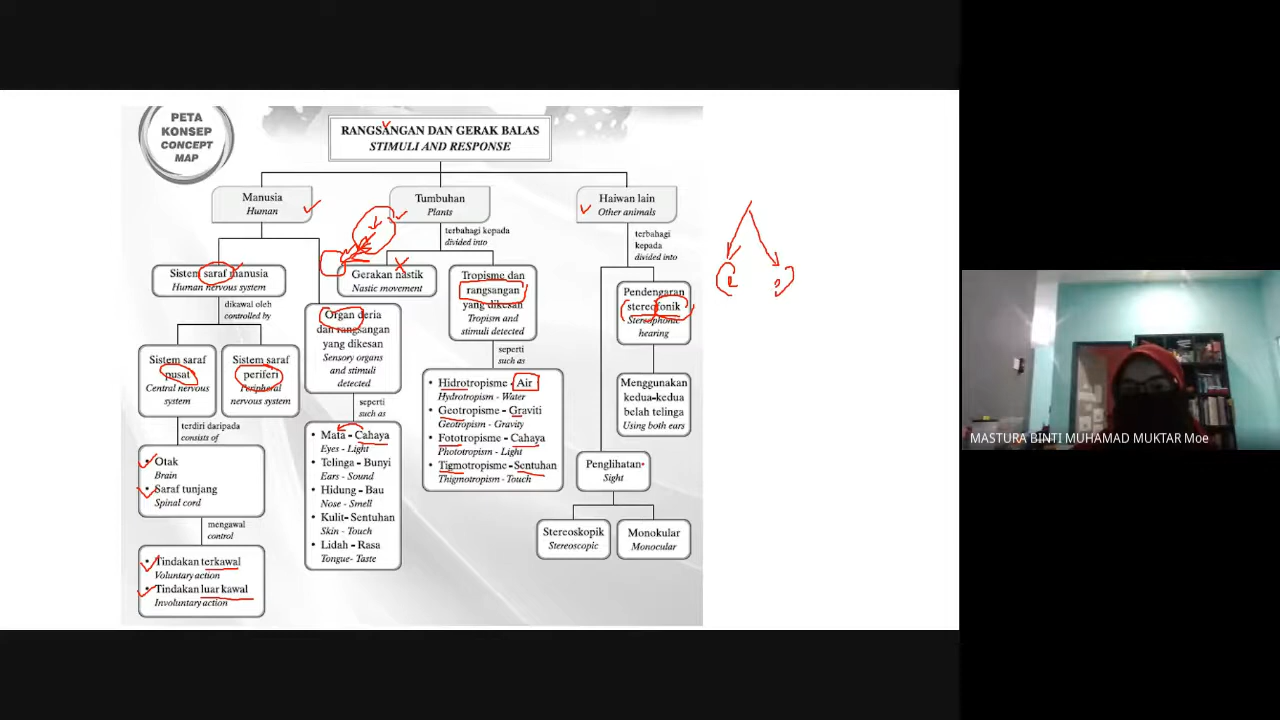 PETA
KONSEP
CONCEPT
MAP
RANGSANGAN DAN GERAK BALAS
STIMULI AND RESPONSE
Manusia
Human
Tumbuhan
Plants
Haiwan lain
Other animals
terbahagi kepada
divided into
terbahagi
kepada
divided into
Sistem saraf manusia
Human nervous system
Gerakan nastik
Nastic movement
Tropisme dan
rangsangan
yang dikesan
Tropism and
stimuli detected
Pendengaran
stereofonik
Stereophonic
hearing
dikawal oleh
controlled by
Organ deria
dan rangsangan
yang dikesan
Sensory organs
and stimuli
detected
seperti
such as
Sistem saraf
pusat
Central nervous
system
Sistem saraf
periferi
Peripheral
nervous system
• Hidrotropisme - Air
Hydrotropism - Water
• Geotropisme - Graviti
Geotropism - Gravity
• Fototropisme - Cahaya
Phototropism - Light
• Tigmotropisme - Sentuhan
Thigmotropism - Touch
Menggunakan
kedua-kedua
belah telinga
Using both ears
seperti
such as
terdiri daripada
consists of
• Mata - Cahaya
Eyes - Light
• Telinga - Bunyi
Ears - Sound
• Hidung - Bau
Nose - Smell
• Kulit - Sentuhan
Skin - Touch
• Lidah - Rasa
Tongue - Taste
• Otak
Brain
• Saraf tunjang
Spinal cord
Penglihatan
Sight
mengawal
control
Stereoskopik
Stereoscopic
Monokular
Monocular
• Tindakan terkawal
Voluntary action
• Tindakan luar kawal
Involuntary action
MASTURA BINTI MUHAMAD MUKTAR Moe